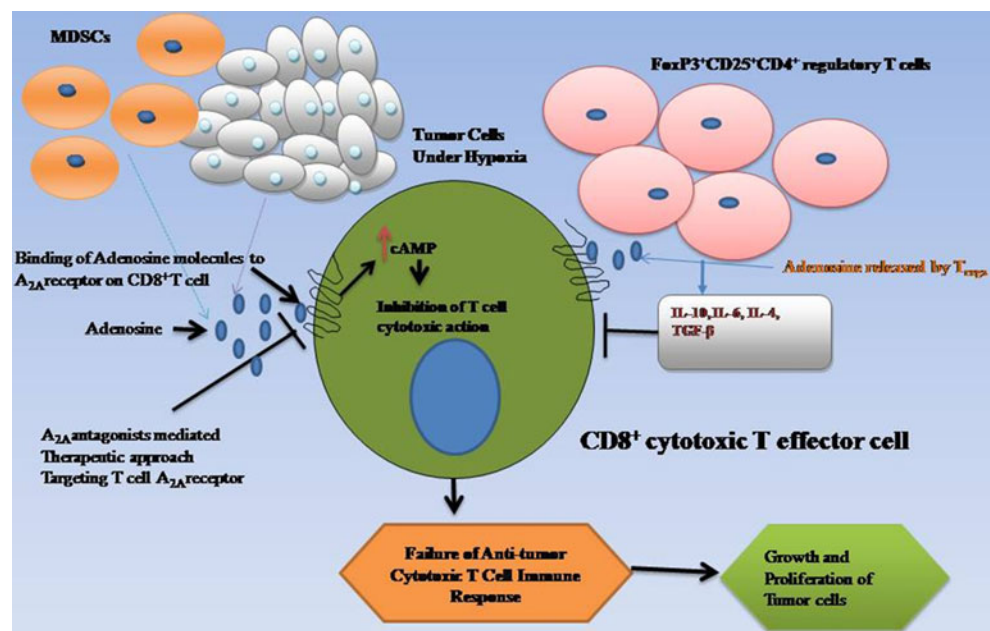 MDSCs
FoxP3⁺CD25⁺CD4⁺ regulatory T cells
Tumor Cells
Under Hypoxia
cAMP
Binding of Adenosine molecules to
A₂A receptor on CD8⁺T cell
Adenosine released by Tregs
Inhibition of T cell
cytotoxic action
IL-10, IL-6, IL-4,
TGF-β
Adenosine
A₂A antagonists mediated
Therapeutic approach
Targeting T cell A₂A receptor
CD8⁺ cytotoxic T effector cell
Failure of Anti-tumor
Cytotoxic T Cell Immune
Response
Growth and
Proliferation of
Tumor cells